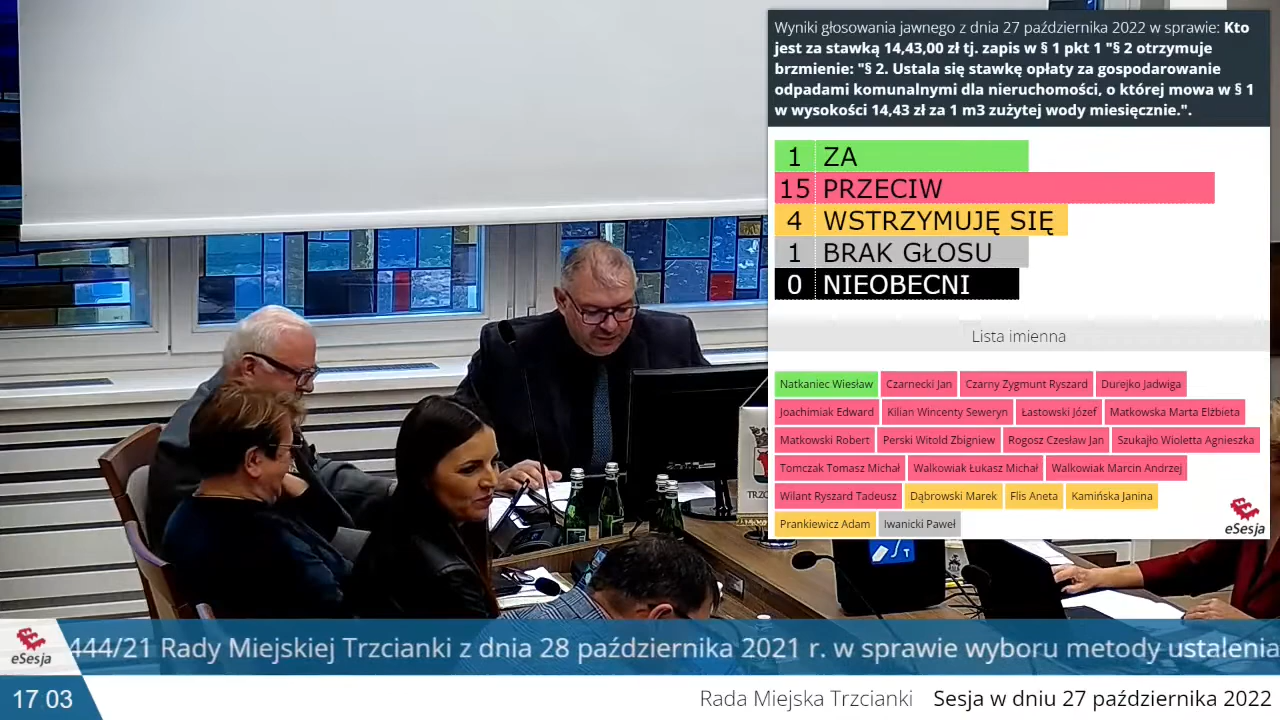 Wyniki głosowania jawnego z dnia 27 października 2022 w sprawie: Kto
jest za stawką 14,43,00 zł tj. zapis w § 1 pkt 1 "§ 2 otrzymuje
brzmienie: "§ 2. Ustala się stawkę opłaty za gospodarowanie
odpadami komunalnymi dla nieruchomości, o której mowa w § 1
w wysokości 14,43 zł za 1 m3 zużytej wody miesięcznie.".
1 ZA
15 PRZECIW
4 WSTRZYMUJĘ SIĘ
1 BRAK GŁOSU
0 NIEOBECNI
Lista imienna
Natkaniec Wiesław Czarnecki Jan Czarny Zygmunt Ryszard Durejko Jadwiga
Joachimiak Edward Kilian Wincenty Seweryn Łastowski Józef Matkowska Marta Elżbieta
Matkowski Robert Perski Witold Zbigniew Rogosz Czesław Jan Szukajło Wioletta Agnieszka
Tomczak Tomasz Michał Walkowiak Łukasz Michał Walkowiak Marcin Andrzej
Wilant Ryszard Tadeusz Dąbrowski Marek Flis Aneta Kamińska Janina
Prankiewicz Adam Iwanicki Paweł
eSesja
eSesja
444/21 Rady Miejskiej Trzcianki z dnia 28 października 2021 r. w sprawie wyboru metody ustalenia
17 03
Rada Miejska Trzcianki Sesja w dniu 27 października 2022